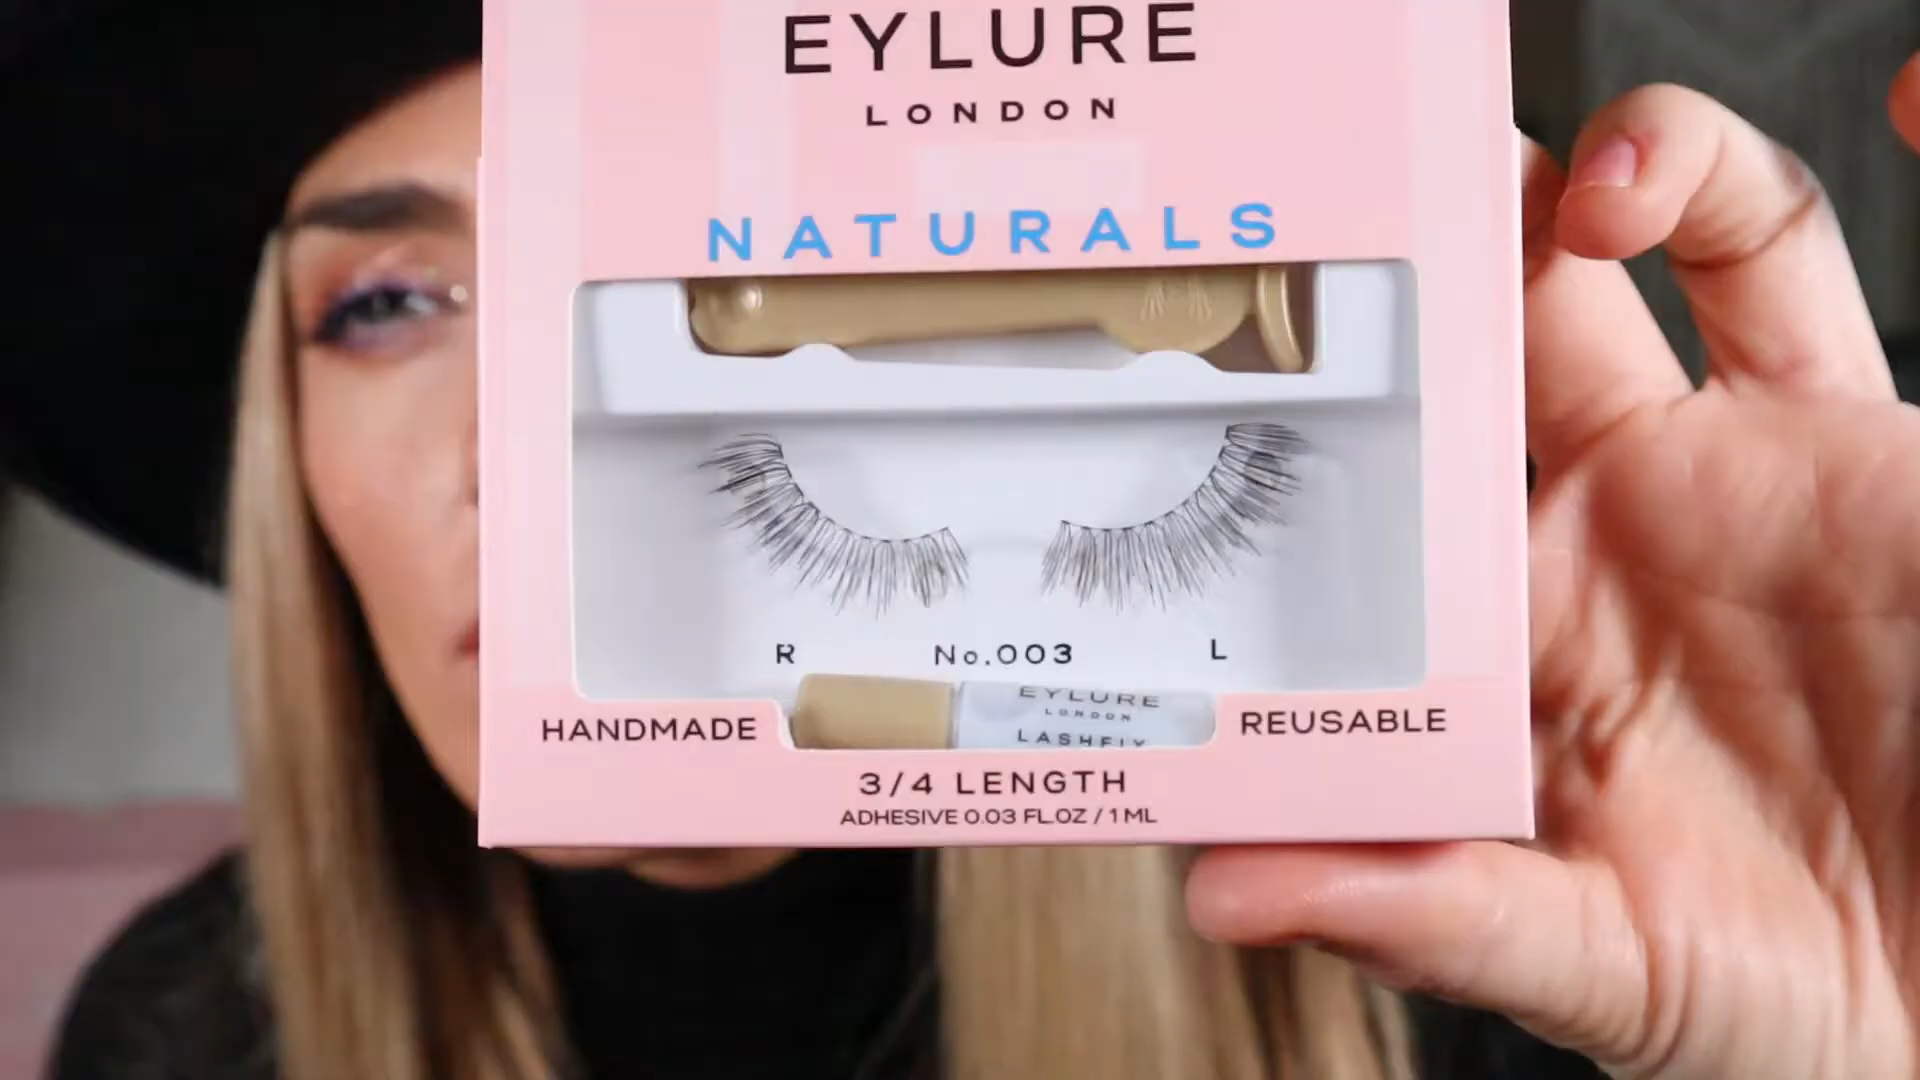 EYLURE
LONDON
NATURALS
R No.003 L
EYLURE
LONDON
LASHFIX
HANDMADE
REUSABLE
3/4 LENGTH
ADHESIVE 0.03 FL.OZ / 1 ML